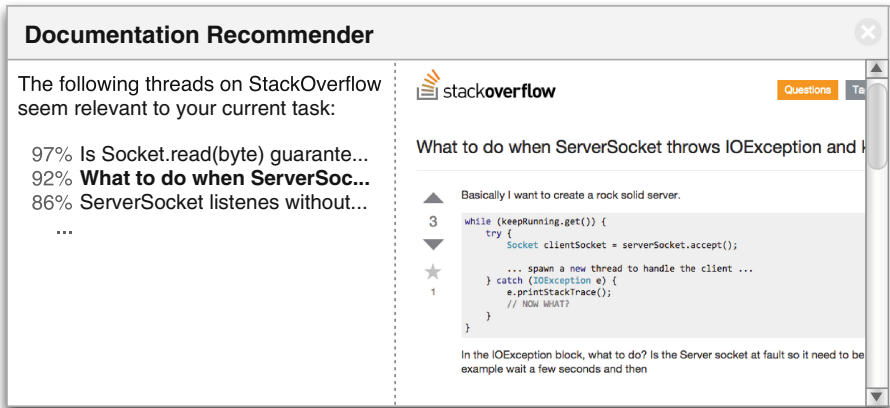 Documentation Recommender
The following threads on StackOverflow
seem relevant to your current task:
97% Is Socket.read(byte) guarante...
92% What to do when ServerSoc...
86% ServerSocket listenes without...
...
stackoverflow
Questions
Ta
What to do when ServerSocket throws IOException and k
Basically I want to create a rock solid server.
3
while (keepRunning.get()) {
try {
Socket clientSocket = serverSocket.accept();
... spawn a new thread to handle the client ...
} catch (IOException e) {
e.printStackTrace();
// NOW WHAT?
}
}
1
In the IOException block, what to do? Is the Server socket at fault so it need to be
example wait a few seconds and then